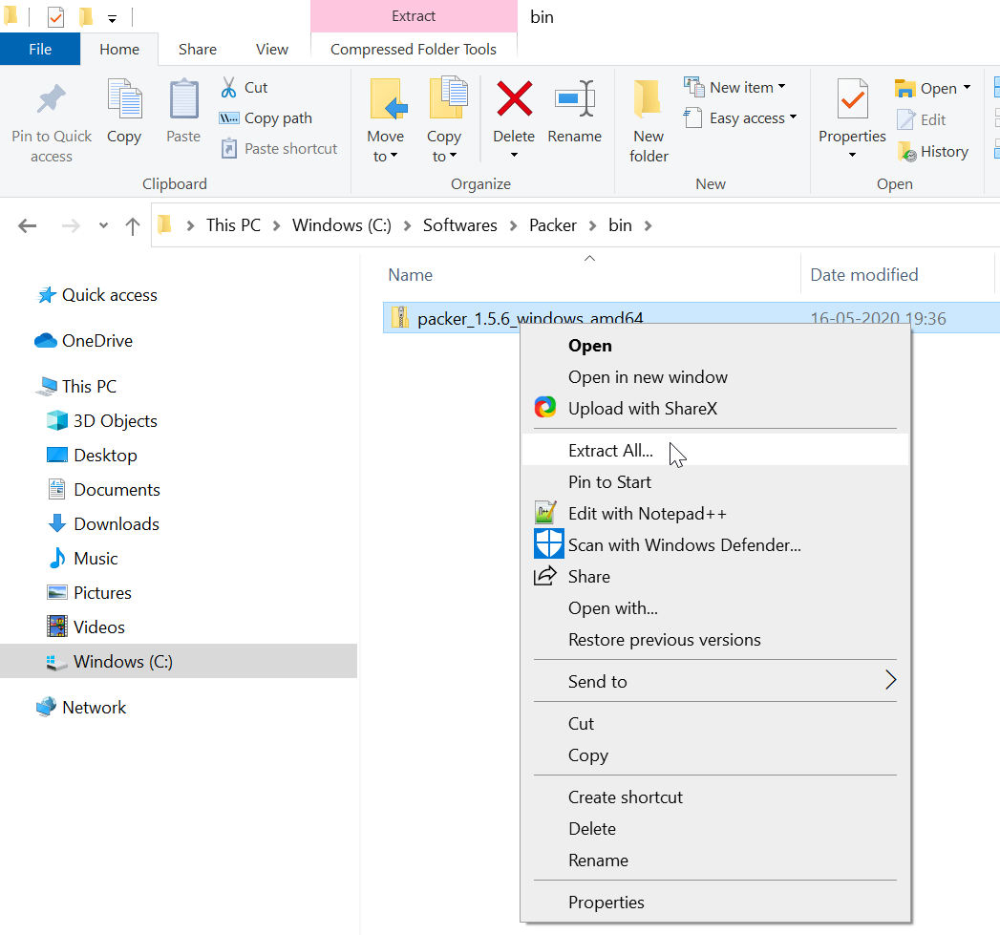 Extract
bin
File
Home
Share
View
Compressed Folder Tools
Pin to Quick
access
Copy
Paste
Cut
Copy path
Paste shortcut
Clipboard
Move
to
Copy
to
Delete
Rename
Organize
New
folder
New item
Easy access
New
Properties
Open
Edit
History
Open
This PC
Windows (C:)
Softwares
Packer
bin
Name
Date modified
packer_1.5.6_windows_amd64
16-05-2020 19:36
Quick access
OneDrive
This PC
3D Objects
Desktop
Documents
Downloads
Music
Pictures
Videos
Windows (C:)
Network
Open
Open in new window
Upload with ShareX
Extract All...
Pin to Start
Edit with Notepad++
Scan with Windows Defender...
Share
Open with...
Restore previous versions
Send to
Cut
Copy
Create shortcut
Delete
Rename
Properties